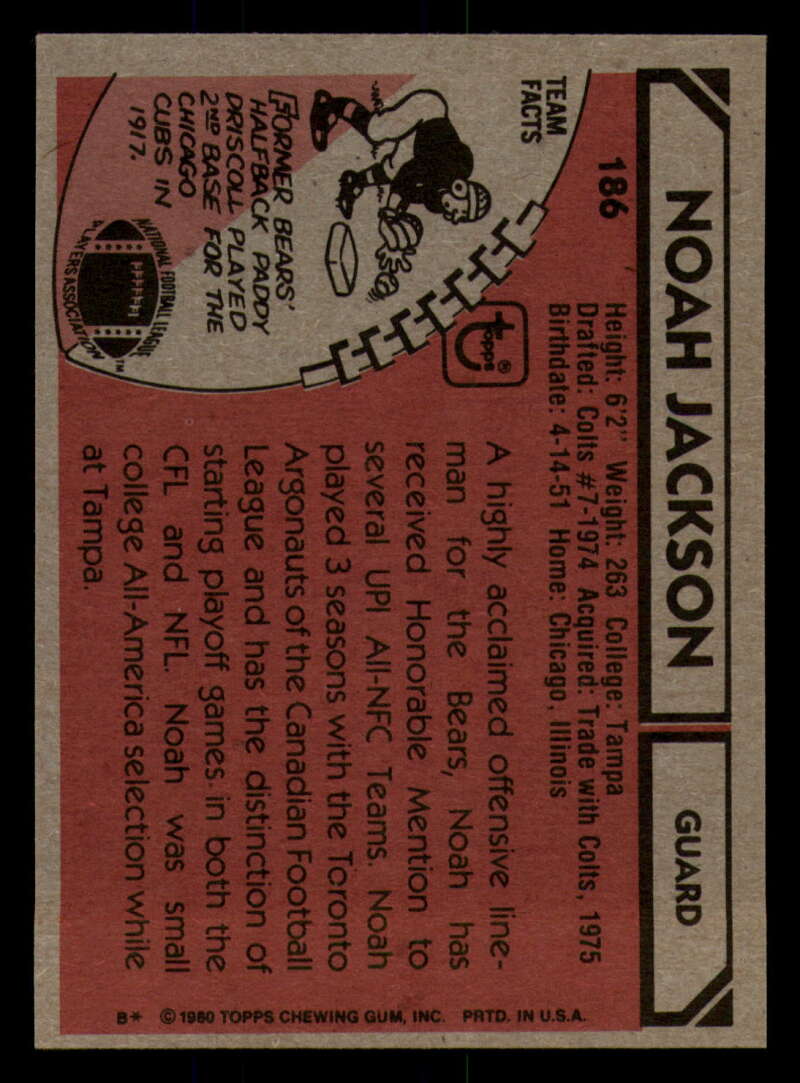 NOAH JACKSON
GUARD
186
Height: 6'2" Weight: 263 College: Tampa
Drafted: Colts #7-1974 Acquired: Trade with Colts, 1975
Birthdate: 4-14-51 Home: Chicago, Illinois
TEAM
FACTS
FORMER BEARS'
HALFBACK PADDY
DRISCOLL PLAYED
2ND BASE FOR THE
CHICAGO
CUBS IN
1917.
topps®
NATIONAL FOOTBALL LEAGUE
PLAYERS ASSOCIATION™
A highly acclaimed offensive line-
man for the Bears, Noah has
received Honorable Mention to
several UPI All-NFC Teams. Noah
played 3 seasons with the Toronto
Argonauts of the Canadian Football
League and has the distinction of
starting playoff games in both the
CFL and NFL. Noah was small
college All-America selection while
at Tampa.
B* © 1980 TOPPS CHEWING GUM, INC. PRTD. IN U.S.A.